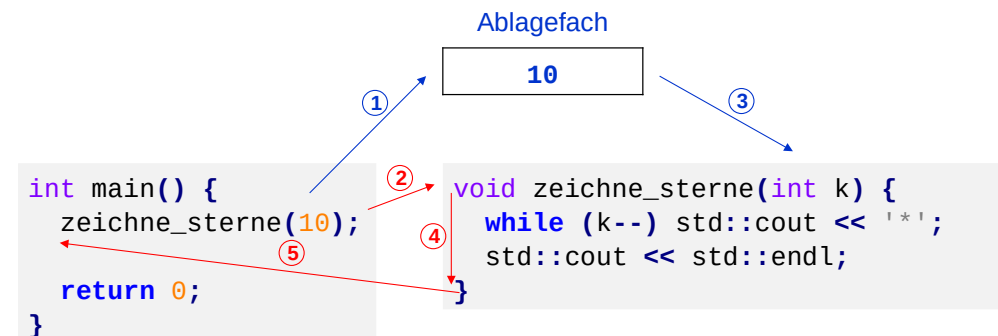 Ablagefach
10
①
③
②
int main() {
  zeichne_sterne(10);
⑤
  return 0;
}
void zeichne_sterne(int k) {
④
  while (k--) std::cout << '*';
  std::cout << std::endl;
}